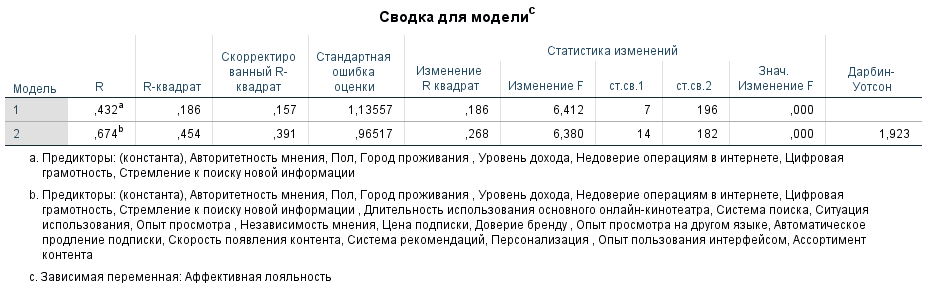 Сводка для модели^c
Статистика изменений
Модель R R-квадрат Скорректированный R-квадрат Стандартная ошибка оценки Изменение R квадрат Изменение F ст.св.1 ст.св.2 Знач. Изменение F Дарбин-Уотсон
1 ,432^a ,186 ,157 1,13557 ,186 6,412 7 196 ,000
2 ,674^b ,454 ,391 ,96517 ,268 6,380 14 182 ,000 1,923
a. Предикторы: (константа), Авторитетность мнения, Пол, Город проживания , Уровень дохода, Недоверие операциям в интернете, Цифровая
грамотность, Стремление к поиску новой информации
b. Предикторы: (константа), Авторитетность мнения, Пол, Город проживания , Уровень дохода, Недоверие операциям в интернете, Цифровая
грамотность, Стремление к поиску новой информации , Длительность использования основного онлайн-кинотеатра, Система поиска, Ситуация
использования, Опыт просмотра , Независимость мнения, Цена подписки, Доверие бренду , Опыт просмотра на другом языке, Автоматическое
продление подписки, Скорость появления контента, Система рекомендаций, Персонализация , Опыт пользования интерфейсом, Ассортимент
контента
c. Зависимая переменная: Аффективная лояльность